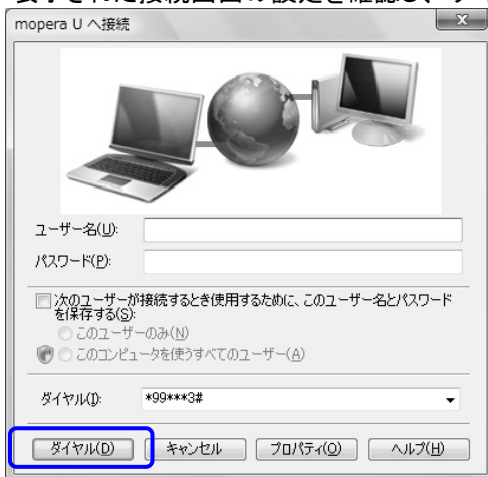 mopera U へ接続
ユーザー名(U):
パスワード(P):
次のユーザーが接続するとき使用するために、このユーザー名とパスワード
を保存する(S):
このユーザーのみ(N)
このコンピュータを使うすべてのユーザー(A)
ダイヤル(I):
*99***3#
ダイヤル(D)
キャンセル
プロパティ(O)
ヘルプ(H)